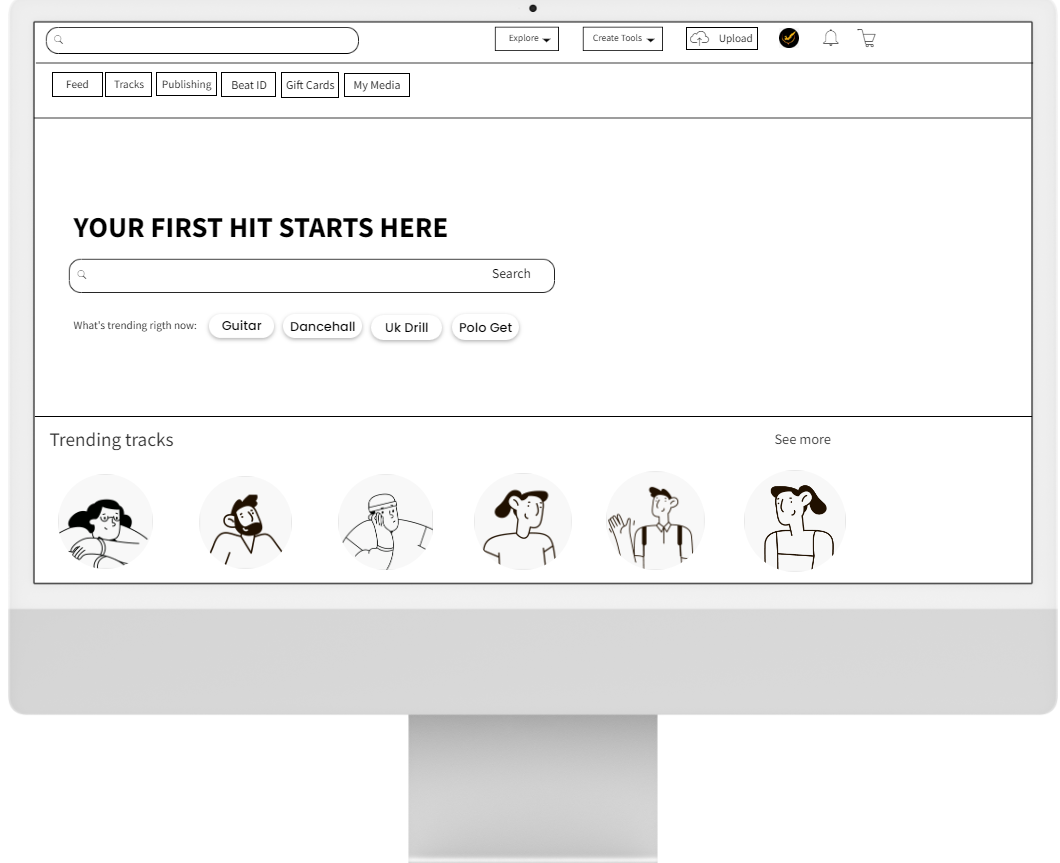 Explore
Create Tools
Upload
Feed
Tracks
Publishing
Beat ID
Gift Cards
My Media
YOUR FIRST HIT STARTS HERE
Search
What's trending rigth now:
Guitar
Dancehall
Uk Drill
Polo Get
Trending tracks
See more